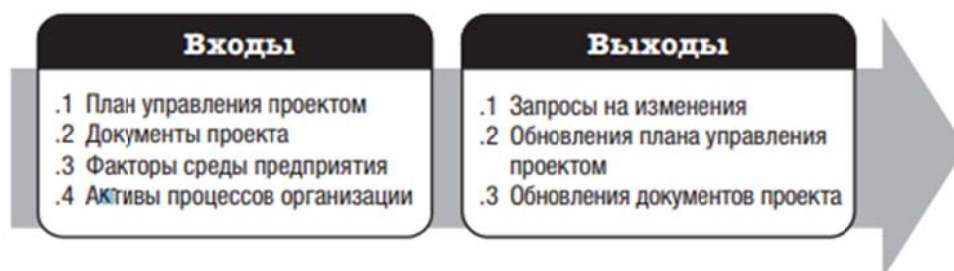 Входы
.1 План управления проектом
.2 Документы проекта
.3 Факторы среды предприятия
.4 Активы процессов организации
Выходы
.1 Запросы на изменения
.2 Обновления плана управления
проектом
.3 Обновления документов проекта